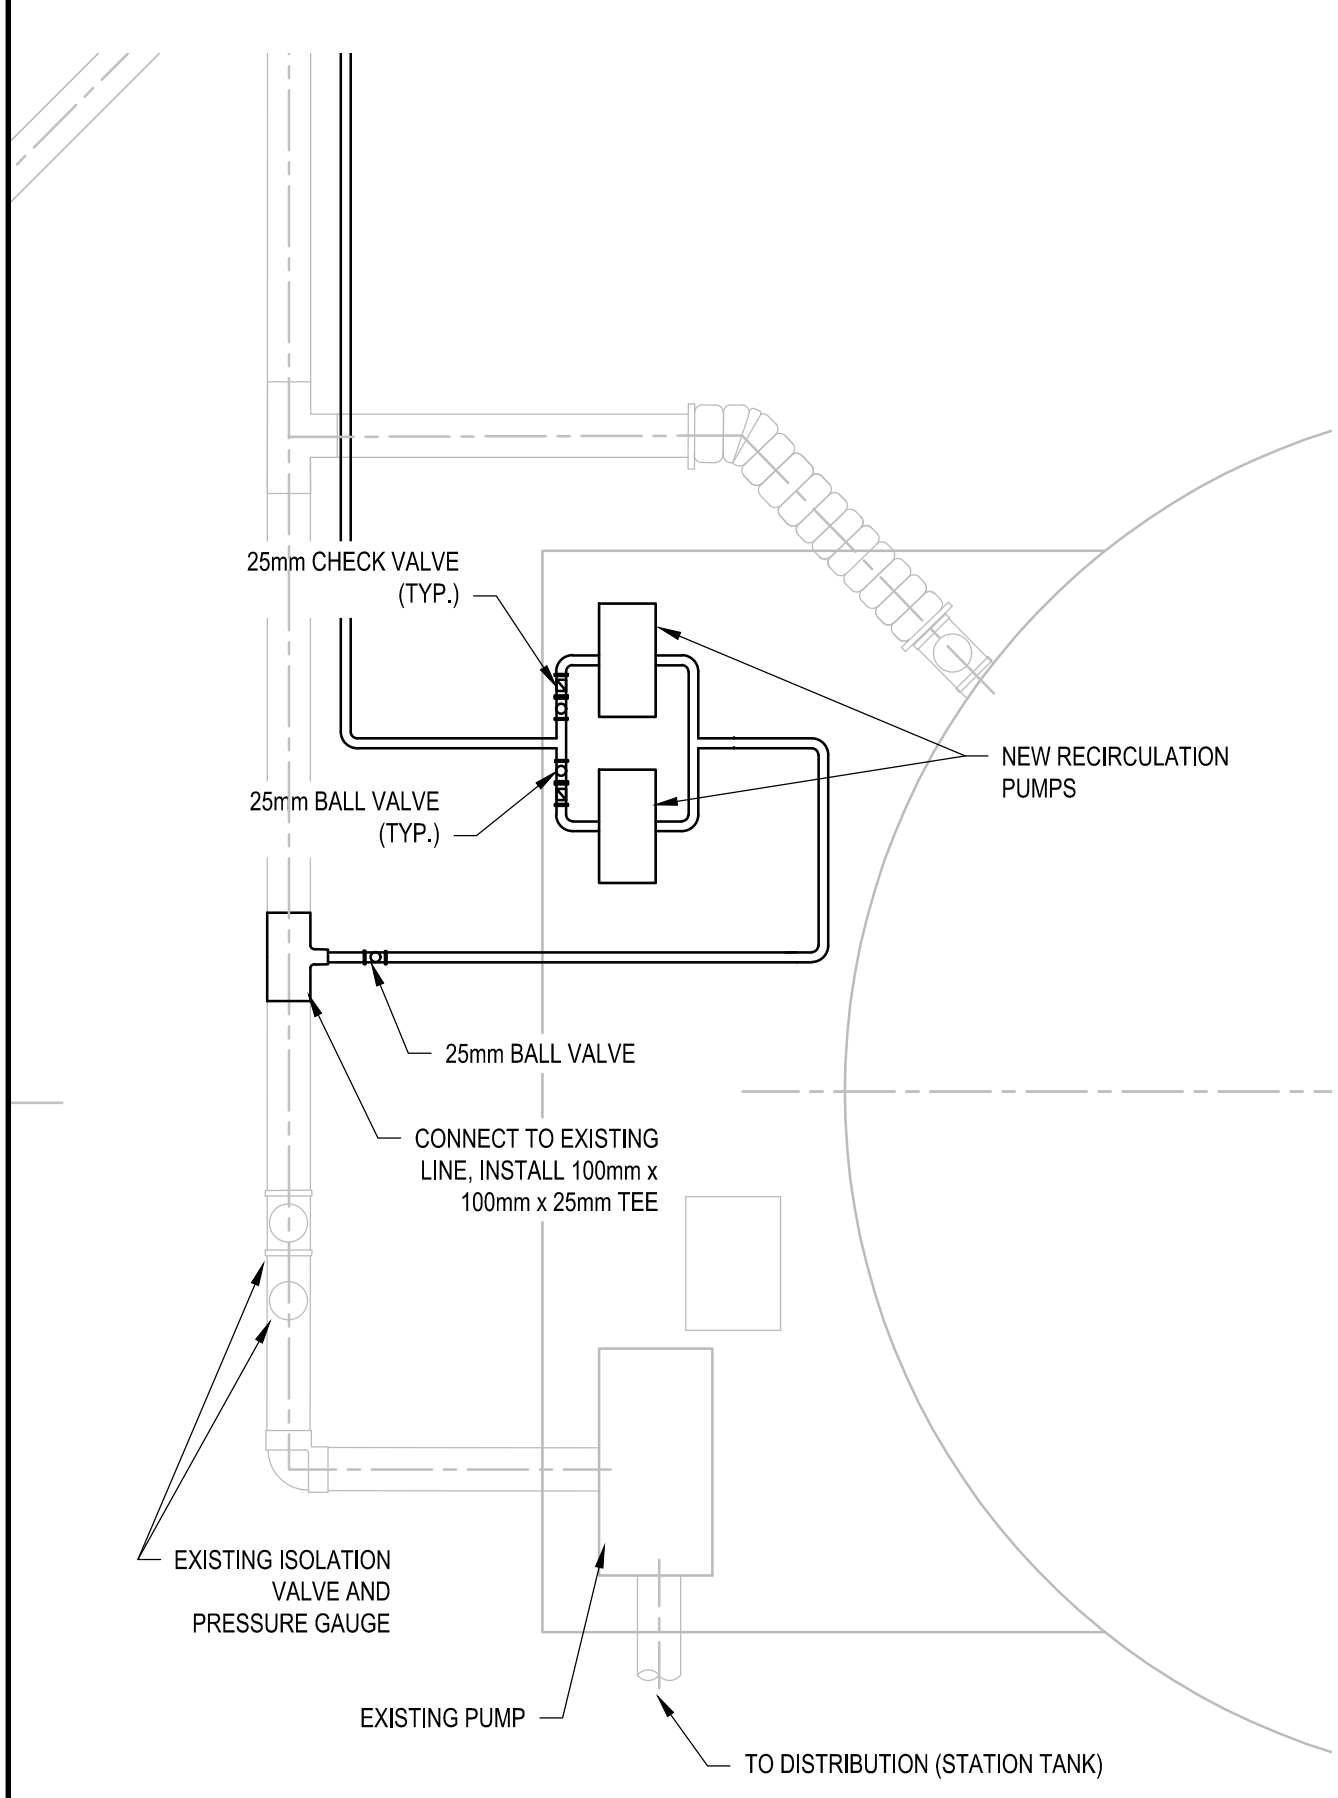 25mm CHECK VALVE
(TYP.)
NEW RECIRCULATION
PUMPS
25mm BALL VALVE
(TYP.)
25mm BALL VALVE
CONNECT TO EXISTING
LINE, INSTALL 100mm x
100mm x 25mm TEE
EXISTING ISOLATION
VALVE AND
PRESSURE GAUGE
EXISTING PUMP
TO DISTRIBUTION (STATION TANK)